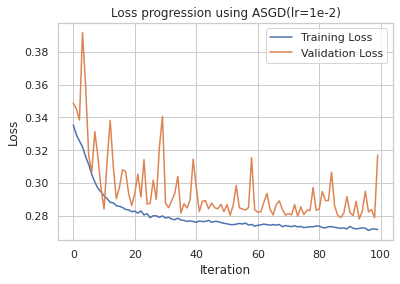 Loss progression using ASGD(lr=1e-2)
Training Loss
Validation Loss
0.38
0.36
0.34
0.32
0.30
0.28
Loss
0 20 40 60 80 100
Iteration